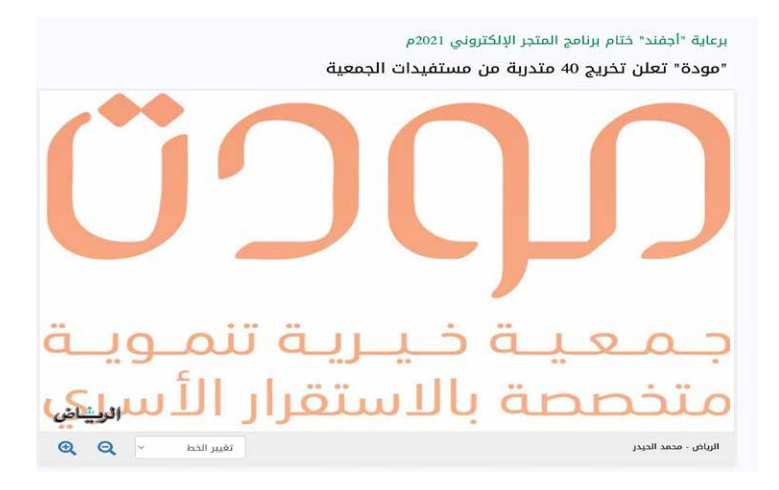 برعاية "أجفند" ختام برنامج المتجر الإلكتروني 2021م
"مودة" تعلن تخريج 40 متدربة من مستفيدات الجمعية
مودة
جمعية خيرية تنموية
متخصصة بالاستقرار الأسري
الرياض
الرياض - محمد الحيدر
تغيير الخط